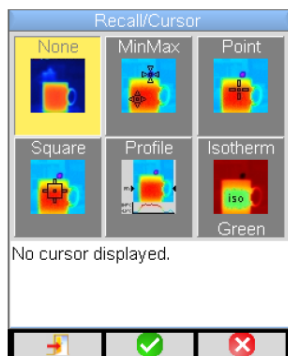 Recall/Cursor
None MinMax Point
Square Profile Isotherm
iso
Green
No cursor displayed.